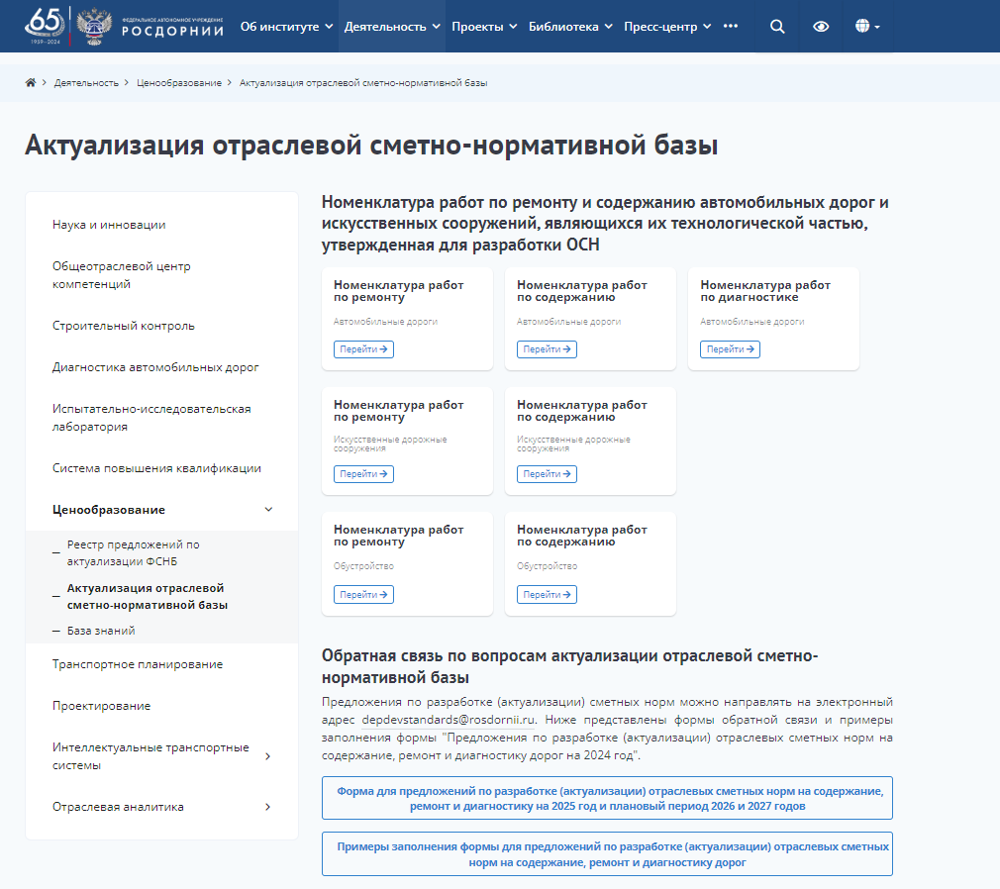 65
1959–2024
ФЕДЕРАЛЬНОЕ АВТОНОМНОЕ УЧРЕЖДЕНИЕ
РОСДОРНИИ
Об институте
Деятельность
Проекты
Библиотека
Пресс-центр
Деятельность
Ценообразование
Актуализация отраслевой сметно-нормативной базы
Актуализация отраслевой сметно-нормативной базы
Наука и инновации
Общеотраслевой центр
компетенций
Строительный контроль
Диагностика автомобильных дорог
Испытательно-исследовательская
лаборатория
Система повышения квалификации
Ценообразование
Реестр предложений по
актуализации ФСНБ
Актуализация отраслевой
сметно-нормативной базы
База знаний
Транспортное планирование
Проектирование
Интеллектуальные транспортные
системы
Отраслевая аналитика
Номенклатура работ по ремонту и содержанию автомобильных дорог и
искусственных сооружений, являющихся их технологической частью,
утвержденная для разработки ОСН
Номенклатура работ
по ремонту
Автомобильные дороги
Перейти
Номенклатура работ
по содержанию
Автомобильные дороги
Перейти
Номенклатура работ
по диагностике
Автомобильные дороги
Перейти
Номенклатура работ
по ремонту
Искусственные дорожные
сооружения
Перейти
Номенклатура работ
по содержанию
Искусственные дорожные
сооружения
Перейти
Номенклатура работ
по ремонту
Обустройство
Перейти
Номенклатура работ
по содержанию
Обустройство
Перейти
Обратная связь по вопросам актуализации отраслевой сметно-
нормативной базы
Предложения по разработке (актуализации) сметных норм можно направлять на электронный
адрес depdevstandards@rosdornii.ru. Ниже представлены формы обратной связи и примеры
заполнения формы "Предложения по разработке (актуализации) отраслевых сметных норм на
содержание, ремонт и диагностику дорог на 2024 год".
Форма для предложений по разработке (актуализации) отраслевых сметных норм на содержание,
ремонт и диагностику на 2025 год и плановый период 2026 и 2027 годов
Примеры заполнения формы для предложений по разработке (актуализации) отраслевых сметных
норм на содержание, ремонт и диагностику дорог